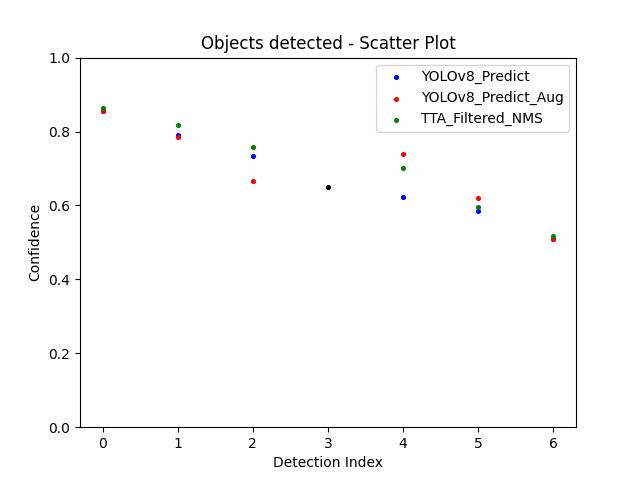 Objects detected - Scatter Plot
YOLOv8_Predict
YOLOv8_Predict_Aug
TTA_Filtered_NMS
1.0
0.8
0.6
0.4
0.2
0.0
Confidence
0 1 2 3 4 5 6
Detection Index